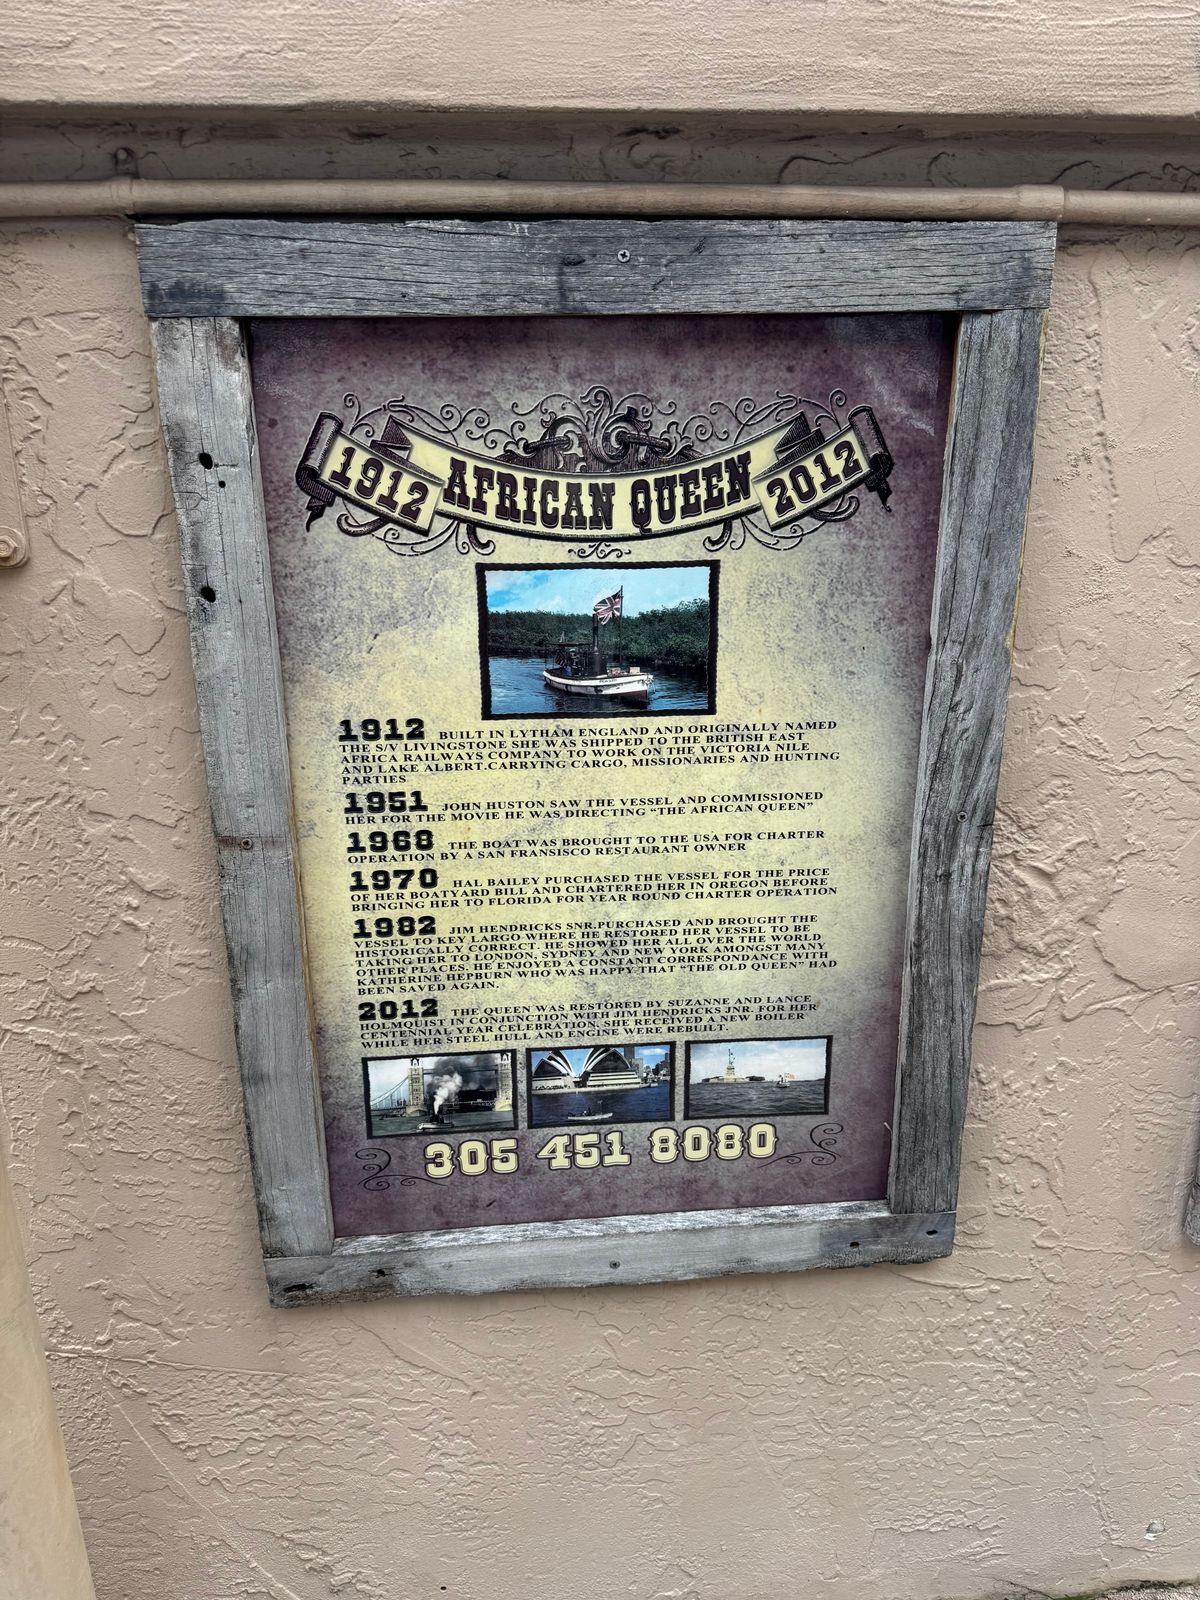 1912 AFRICAN QUEEN 2012
1912 BUILT IN LYTHAM ENGLAND AND ORIGINALLY NAMED
THE S/V LIVINGSTONE SHE WAS SHIPPED TO THE BRITISH EAST
AFRICA RAILWAYS COMPANY TO WORK ON THE VICTORIA NILE
AND LAKE ALBERT.CARRYING CARGO, MISSIONARIES AND HUNTING
PARTIES
1951 JOHN HUSTON SAW THE VESSEL AND COMMISSIONED
HER FOR THE MOVIE HE WAS DIRECTING "THE AFRICAN QUEEN"
1968 THE BOAT WAS BROUGHT TO THE USA FOR CHARTER
OPERATION BY A SAN FRANSISCO RESTAURANT OWNER
1970 HAL BAILEY PURCHASED THE VESSEL FOR THE PRICE
OF HER BOATYARD BILL AND CHARTERED HER IN OREGON BEFORE
BRINGING HER TO FLORIDA FOR YEAR ROUND CHARTER OPERATION
1982 JIM HENDRICKS SNR.PURCHASED AND BROUGHT THE
VESSEL TO KEY LARGO WHERE HE RESTORED HER VESSEL TO BE
HISTORICALLY CORRECT. HE SHOWED HER ALL OVER THE WORLD
TAKING HER TO LONDON, SYDNEY AND NEW YORK AMONGST MANY
OTHER PLACES. HE ENJOYED A CONSTANT CORRESPONDANCE WITH
KATHERINE HEPBURN WHO WAS HAPPY THAT "THE OLD QUEEN" HAD
BEEN SAVED AGAIN.
2012 THE QUEEN WAS RESTORED BY SUZANNE AND LANCE
HOLMQUIST IN CONJUNCTION WITH JIM HENDRICKS JNR. FOR HER
CENTENNIAL YEAR CELEBRATION. SHE RECEIVED A NEW BOILER
WHILE HER STEEL HULL AND ENGINE WERE REBUILT.
305 451 8080